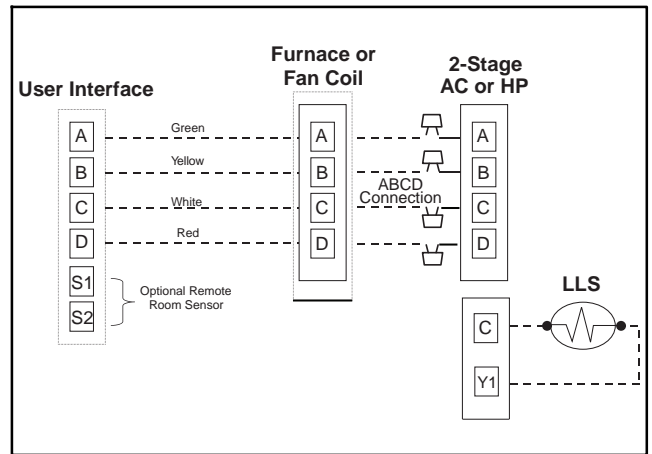 Furnace or
Fan Coil
2-Stage
AC or HP
User Interface
A
Green
A
A
B
Yellow
B
B
ABCD
Connection
C
White
C
C
D
Red
D
D
S1
S2
Optional Remote
Room Sensor
LLS
C
Y1